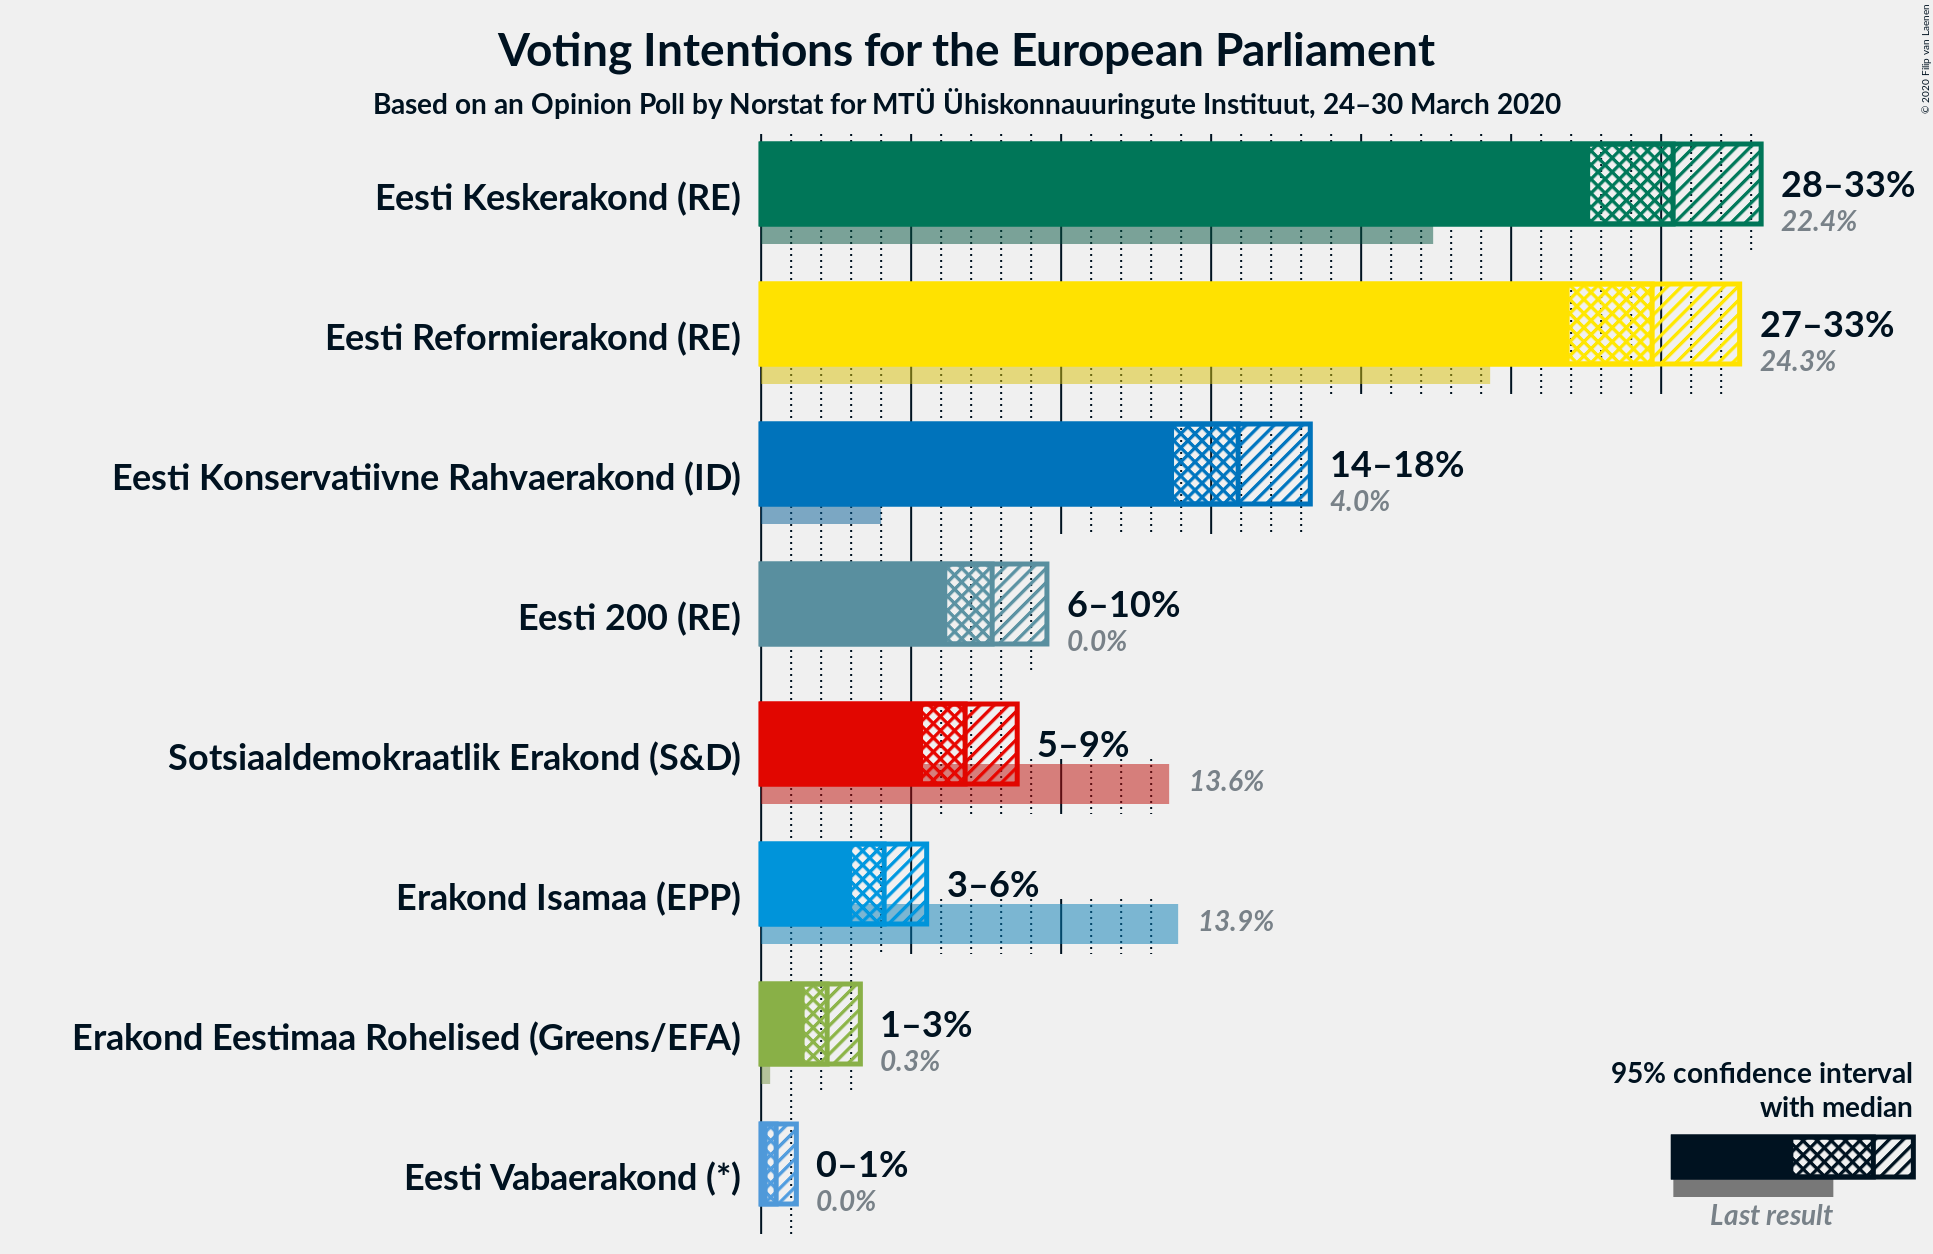 Voting Intentions for the European Parliament
Based on an Opinion Poll by Norstat for MTÜ Ühiskonnauuringute Instituut, 24–30 March 2020
© 2020 Filip van Laenen
Eesti Keskerakond (RE)
28–33%
22.4%
Eesti Reformierakond (RE)
27–33%
24.3%
Eesti Konservatiivne Rahvaerakond (ID)
14–18%
4.0%
Eesti 200 (RE)
6–10%
0.0%
Sotsiaaldemokraatlik Erakond (S&D)
5–9%
13.6%
Erakond Isamaa (EPP)
3–6%
13.9%
Erakond Eestimaa Rohelised (Greens/EFA)
1–3%
0.3%
Eesti Vabaerakond (*)
0–1%
0.0%
95% confidence interval
with median
Last result